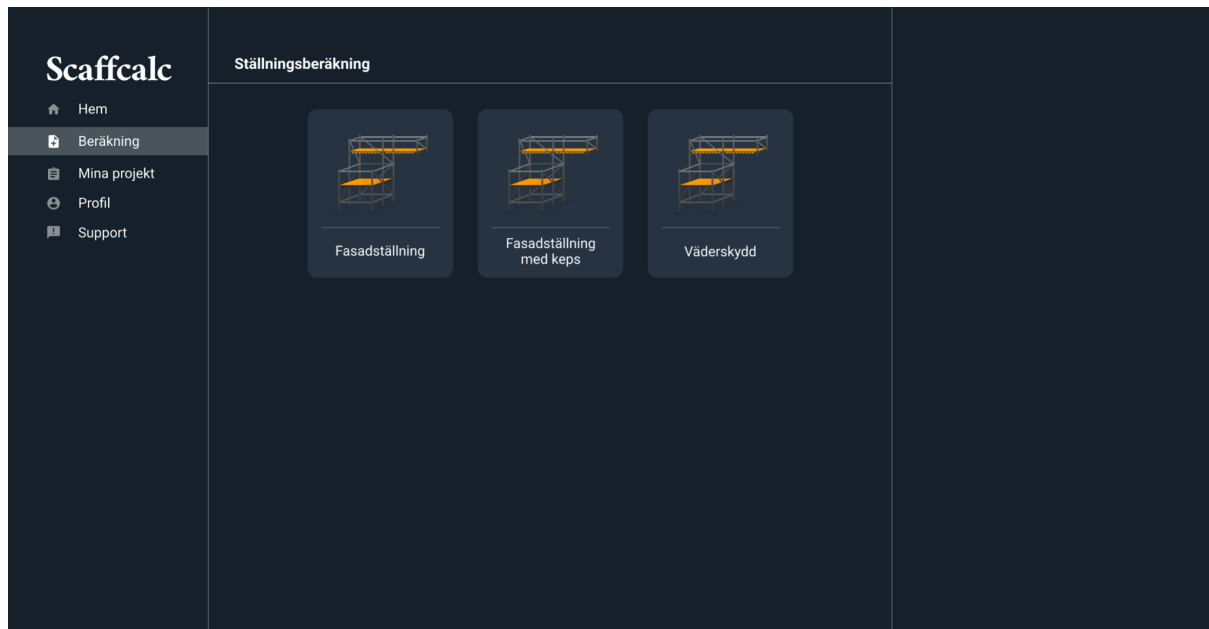 Scaffcalc
Hem
Beräkning
Mina projekt
Profil
Support
Ställningsberäkning
Fasadställning
Fasadställning
med keps
Väderskydd